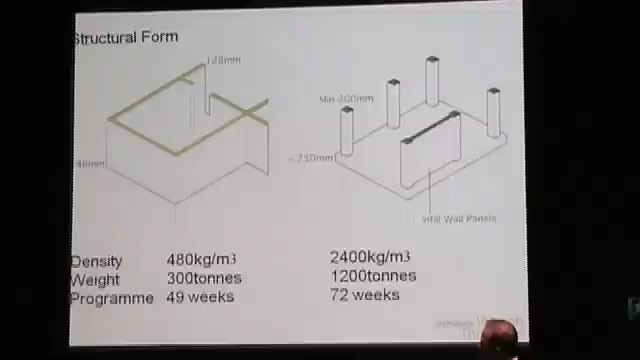 Structural Form
128mm
Min 300mm
~250mm
Infill Wall Panels
Density 480kg/m3 2400kg/m3
Weight 300tonnes 1200tonnes
Programme 49 weeks 72 weeks